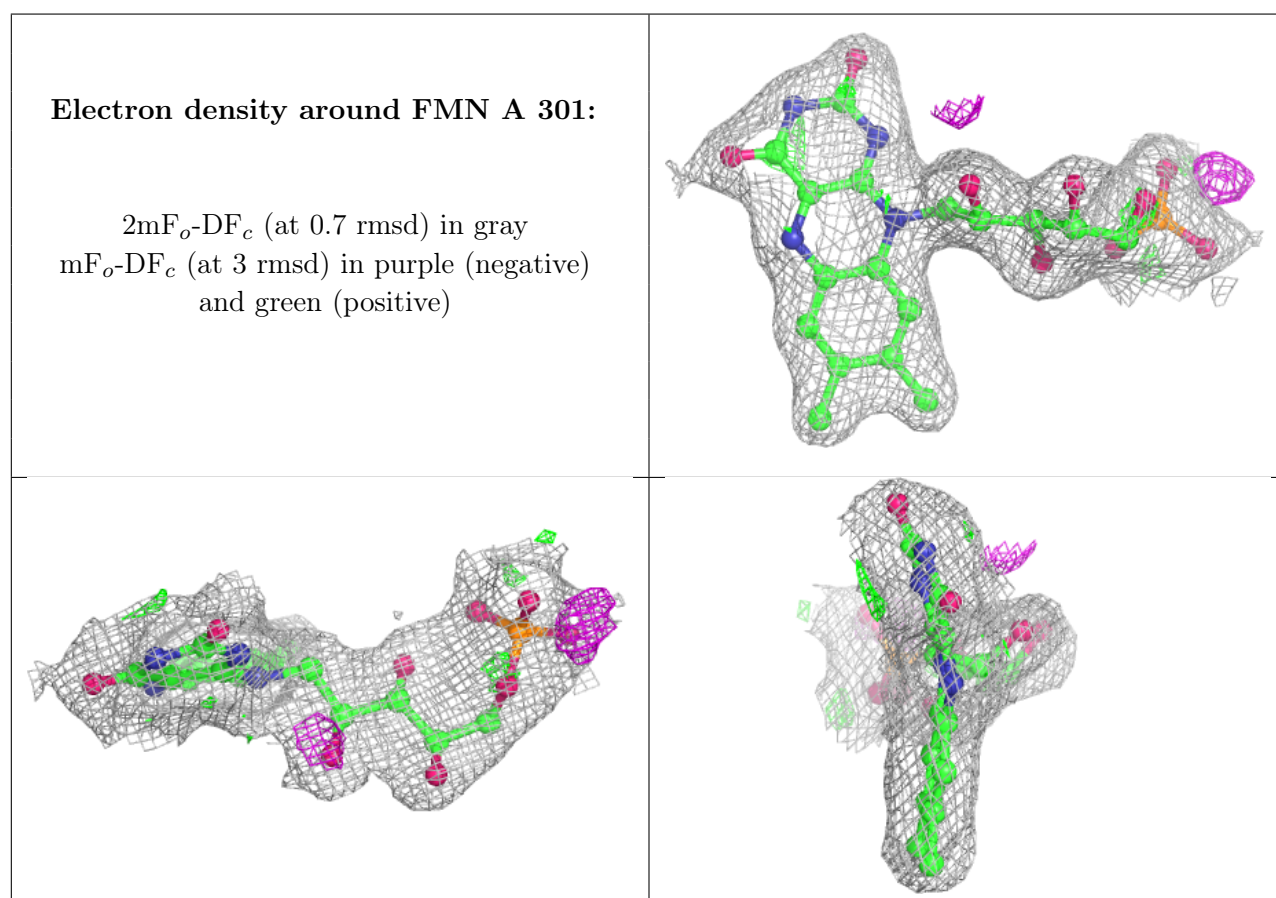 Electron density around FMN A 301:
2mFo-DFc (at 0.7 rmsd) in gray
mFo-DFc (at 3 rmsd) in purple (negative)
and green (positive)